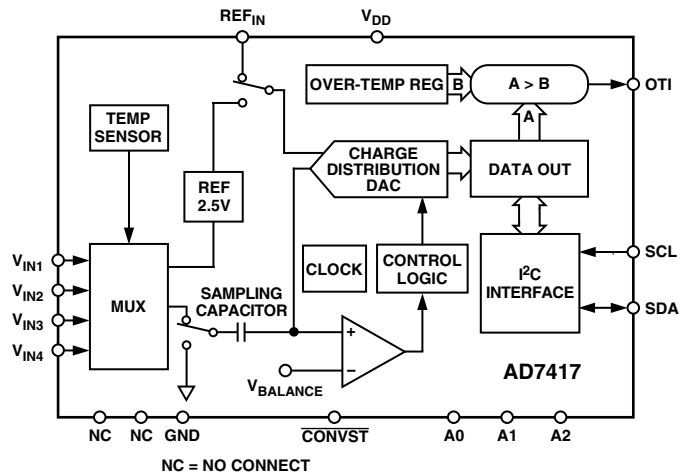 REFIN
VDD
OVER-TEMP REG
B
A > B
OTI
A
TEMP
SENSOR
REF
2.5V
CHARGE
DISTRIBUTION
DAC
DATA OUT
VIN1
VIN2
VIN3
VIN4
MUX
SAMPLING
CAPACITOR
CLOCK
CONTROL
LOGIC
I2C
INTERFACE
SCL
SDA
+
–
VBALANCE
AD7417
NC
NC
GND
CONVST
A0
A1
A2
NC = NO CONNECT